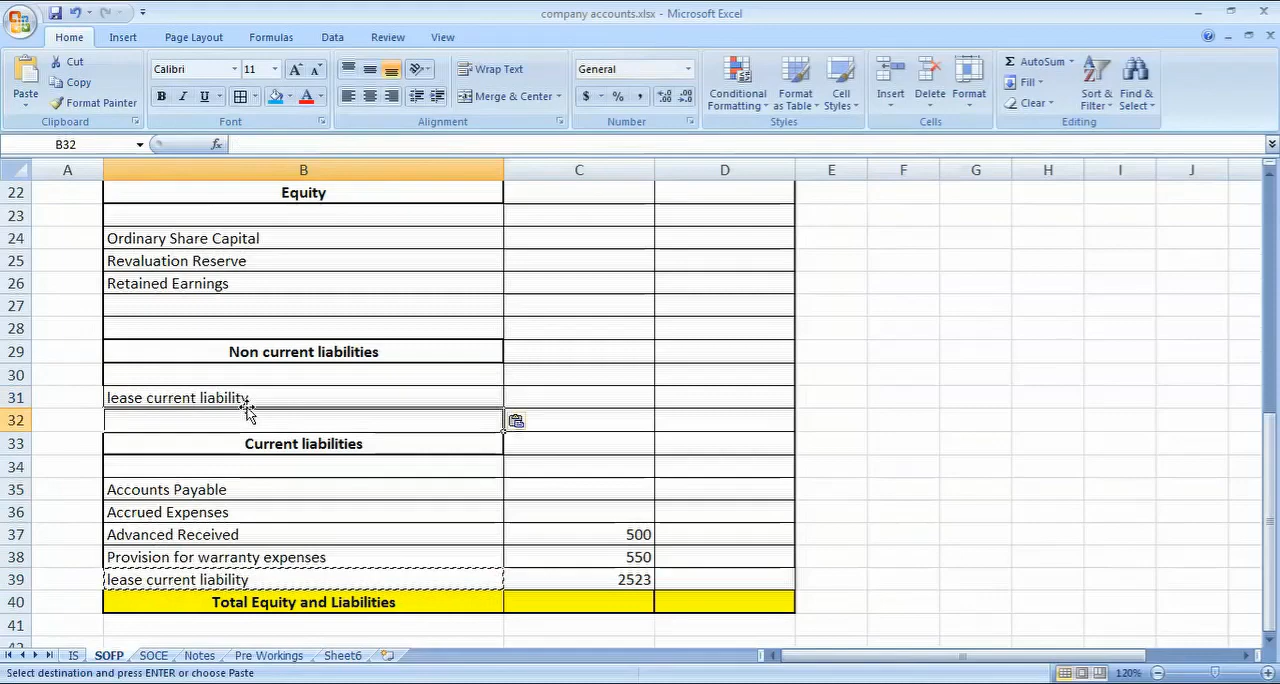 company accounts.xlsx - Microsoft Excel
Home Insert Page Layout Formulas Data Review View
Paste
Cut
Copy
Format Painter
Clipboard
Calibri 11
A A
B I U A
Font
Wrap Text
Merge & Center
Alignment
General
$ % , .0 .00 .00 .0
Number
Conditional Formatting
Format as Table
Cell Styles
Styles
Insert Delete Format
Cells
Σ AutoSum
Fill
Clear
Sort & Filter
Find & Select
Editing
B32 fx
A B C D E F G H I J
22 Equity
23
24 Ordinary Share Capital
25 Revaluation Reserve
26 Retained Earnings
27
28
29 Non current liabilities
30
31 lease current liability
32
33 Current liabilities
34
35 Accounts Payable
36 Accrued Expenses
37 Advanced Received 500
38 Provision for warranty expenses 550
39 lease current liability 2523
40 Total Equity and Liabilities
41
42
IS SOFP SOCE Notes Pre Workings Sheet6
Select destination and press ENTER or choose Paste 120%